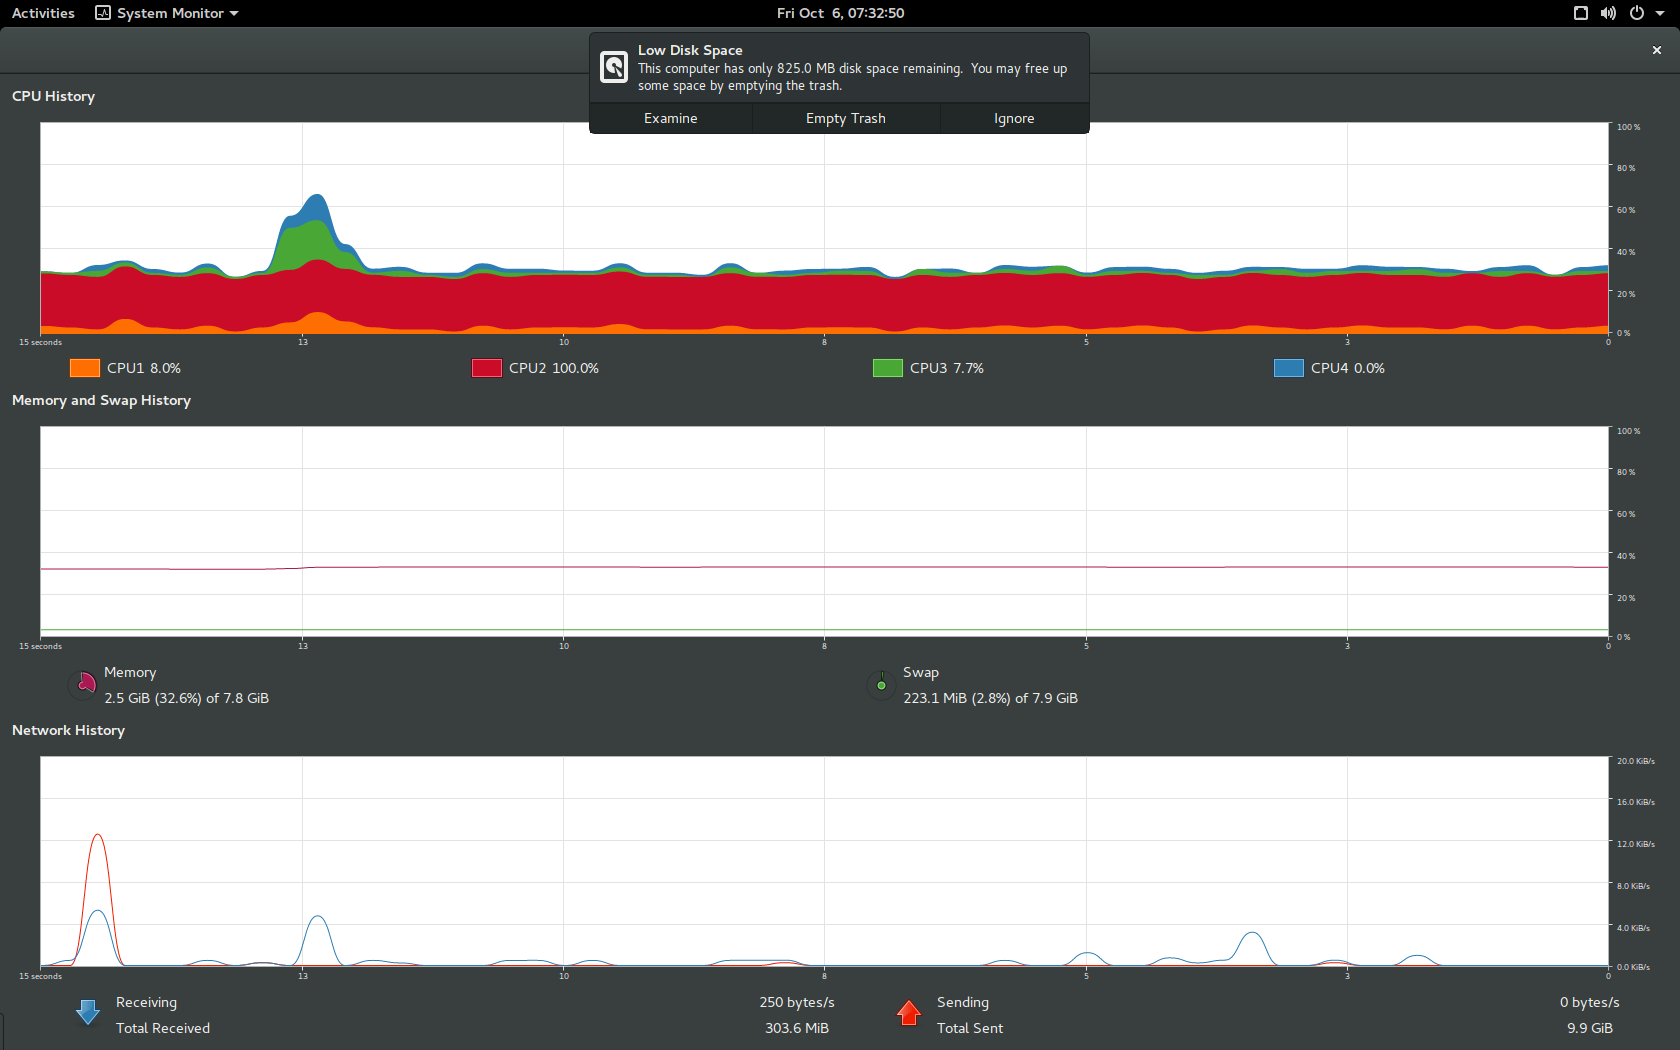 Activities System Monitor Fri Oct 6, 07:32:50
Low Disk Space
This computer has only 825.0 MB disk space remaining. You may free up
some space by emptying the trash.
Examine Empty Trash Ignore
CPU History
100 %
80 %
60 %
40 %
20 %
0 %
15 seconds 13 10 8 5 3 0
CPU1 8.0% CPU2 100.0% CPU3 7.7% CPU4 0.0%
Memory and Swap History
100 %
80 %
60 %
40 %
20 %
0 %
15 seconds 13 10 8 5 3 0
Memory Swap
2.5 GiB (32.6%) of 7.8 GiB 223.1 MiB (2.8%) of 7.9 GiB
Network History
20.0 KiB/s
16.0 KiB/s
12.0 KiB/s
8.0 KiB/s
4.0 KiB/s
0.0 KiB/s
15 seconds 13 10 8 5 3 0
Receiving 250 bytes/s Sending 0 bytes/s
Total Received 303.6 MiB Total Sent 9.9 GiB